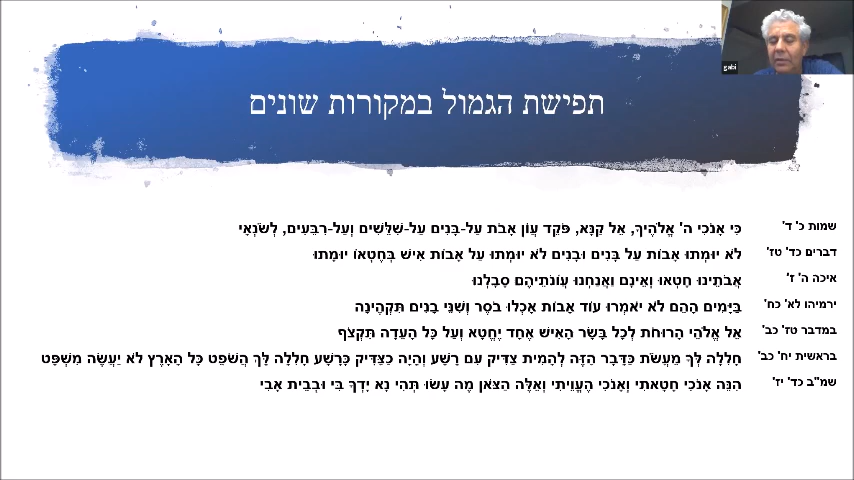 gabi
תפישת הגמול במקורות שונים
שמות כ' ד' כִּי אָנֹכִי ה' אֱלֹהֶיךָ, אֵל קַנָּא, פֹּקֵד עֲוֺן אָבֹת עַל-בָּנִים עַל-שִׁלֵּשִׁים וְעַל-רִבֵּעִים, לְשֹׂנְאָי
דברים כד' טז' לֹא יוּמְתוּ אָבוֹת עַל בָּנִים וּבָנִים לֹא יוּמְתוּ עַל אָבוֹת אִישׁ בְּחֶטְאוֹ יוּמָתוּ
איכה ה' ז' אֲבֹתֵינוּ חָטְאוּ וְאֵינָם וַאֲנַחְנוּ עֲוֺנֹתֵיהֶם סָבָלְנוּ
ירמיהו לא' כח' בַּיָּמִים הָהֵם לֹא יֹאמְרוּ עוֹד אָבוֹת אָכְלוּ בֹסֶר וְשִׁנֵּי בָנִים תִּקְהֶינָה
במדבר טז' כב' אֵל אֱלֹהֵי הָרוּחֹת לְכָל בָּשָׂר הָאִישׁ אֶחָד יֶחֱטָא וְעַל כָּל הָעֵדָה תִּקְצֹף
בראשית יח' כב' חָלִלָה לְּךָ מֵעֲשֹׂת כַּדָּבָר הַזֶּה לְהָמִית צַדִּיק עִם רָשָׁע וְהָיָה כַצַּדִּיק כָּרָשָׁע חָלִלָה לָּךְ הֲשֹׁפֵט כָּל הָאָרֶץ לֹא יַעֲשֶׂה מִשְׁפָּט
שמ"ב כד' יז' הִנֵּה אָנֹכִי חָטָאתִי וְאָנֹכִי הֶעֱוֵיתִי וְאֵלֶּה הַצֹּאן מֶה עָשׂוּ תְּהִי נָא יָדְךָ בִּי וּבְבֵית אָבִי